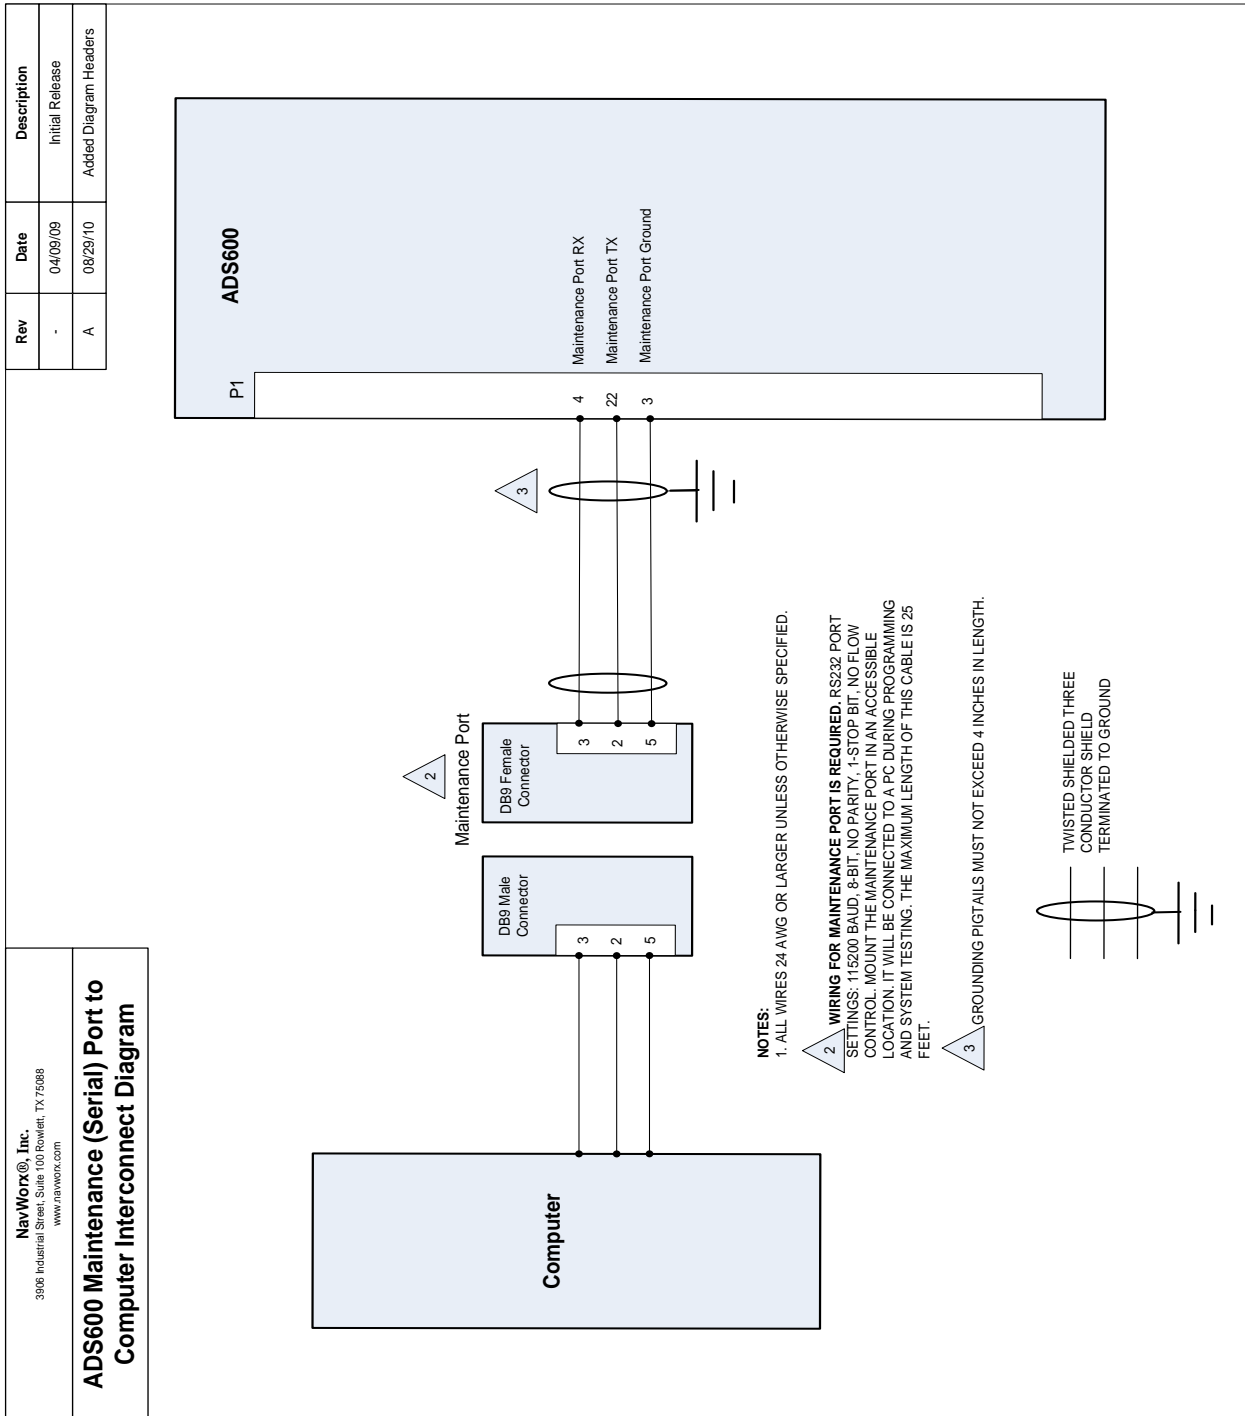 NavWorx®, Inc.
3906 Industrial Street, Suite 100 Rowlett, TX 75088
www.navworx.com
ADS600 Maintenance (Serial) Port to
Computer Interconnect Diagram
Rev Date Description
- 04/09/09 Initial Release
A 08/29/10 Added Diagram Headers
Computer
DB9 Male
Connector
3
2
5
2
Maintenance Port
DB9 Female
Connector
3
2
5
3
ADS600
P1
4 Maintenance Port RX
22 Maintenance Port TX
3 Maintenance Port Ground
NOTES:
1. ALL WIRES 24 AWG OR LARGER UNLESS OTHERWISE SPECIFIED.
2 WIRING FOR MAINTENANCE PORT IS REQUIRED. RS232 PORT
SETTINGS: 115200 BAUD, 8-BIT, NO PARITY, 1-STOP BIT, NO FLOW
CONTROL. MOUNT THE MAINTENANCE PORT IN AN ACCESSIBLE
LOCATION. IT WILL BE CONNECTED TO A PC DURING PROGRAMMING
AND SYSTEM TESTING. THE MAXIMUM LENGTH OF THIS CABLE IS 25
FEET.
3 GROUNDING PIGTAILS MUST NOT EXCEED 4 INCHES IN LENGTH.
TWISTED SHIELDED THREE
CONDUCTOR SHIELD
TERMINATED TO GROUND